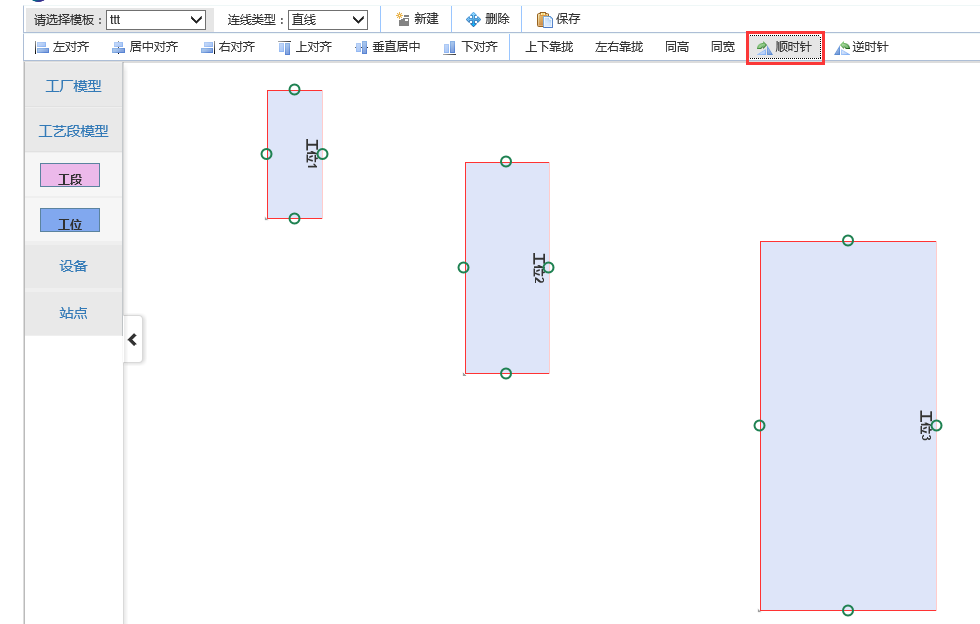 请选择模板： ttt 连线类型： 直线 新建 删除 保存
左对齐 居中对齐 右对齐 上对齐 垂直居中 下对齐 上下靠拢 左右靠拢 同高 同宽 顺时针 逆时针
工厂模型
工艺段模型
工段
工位
设备
站点
工位1
工位2
工位3